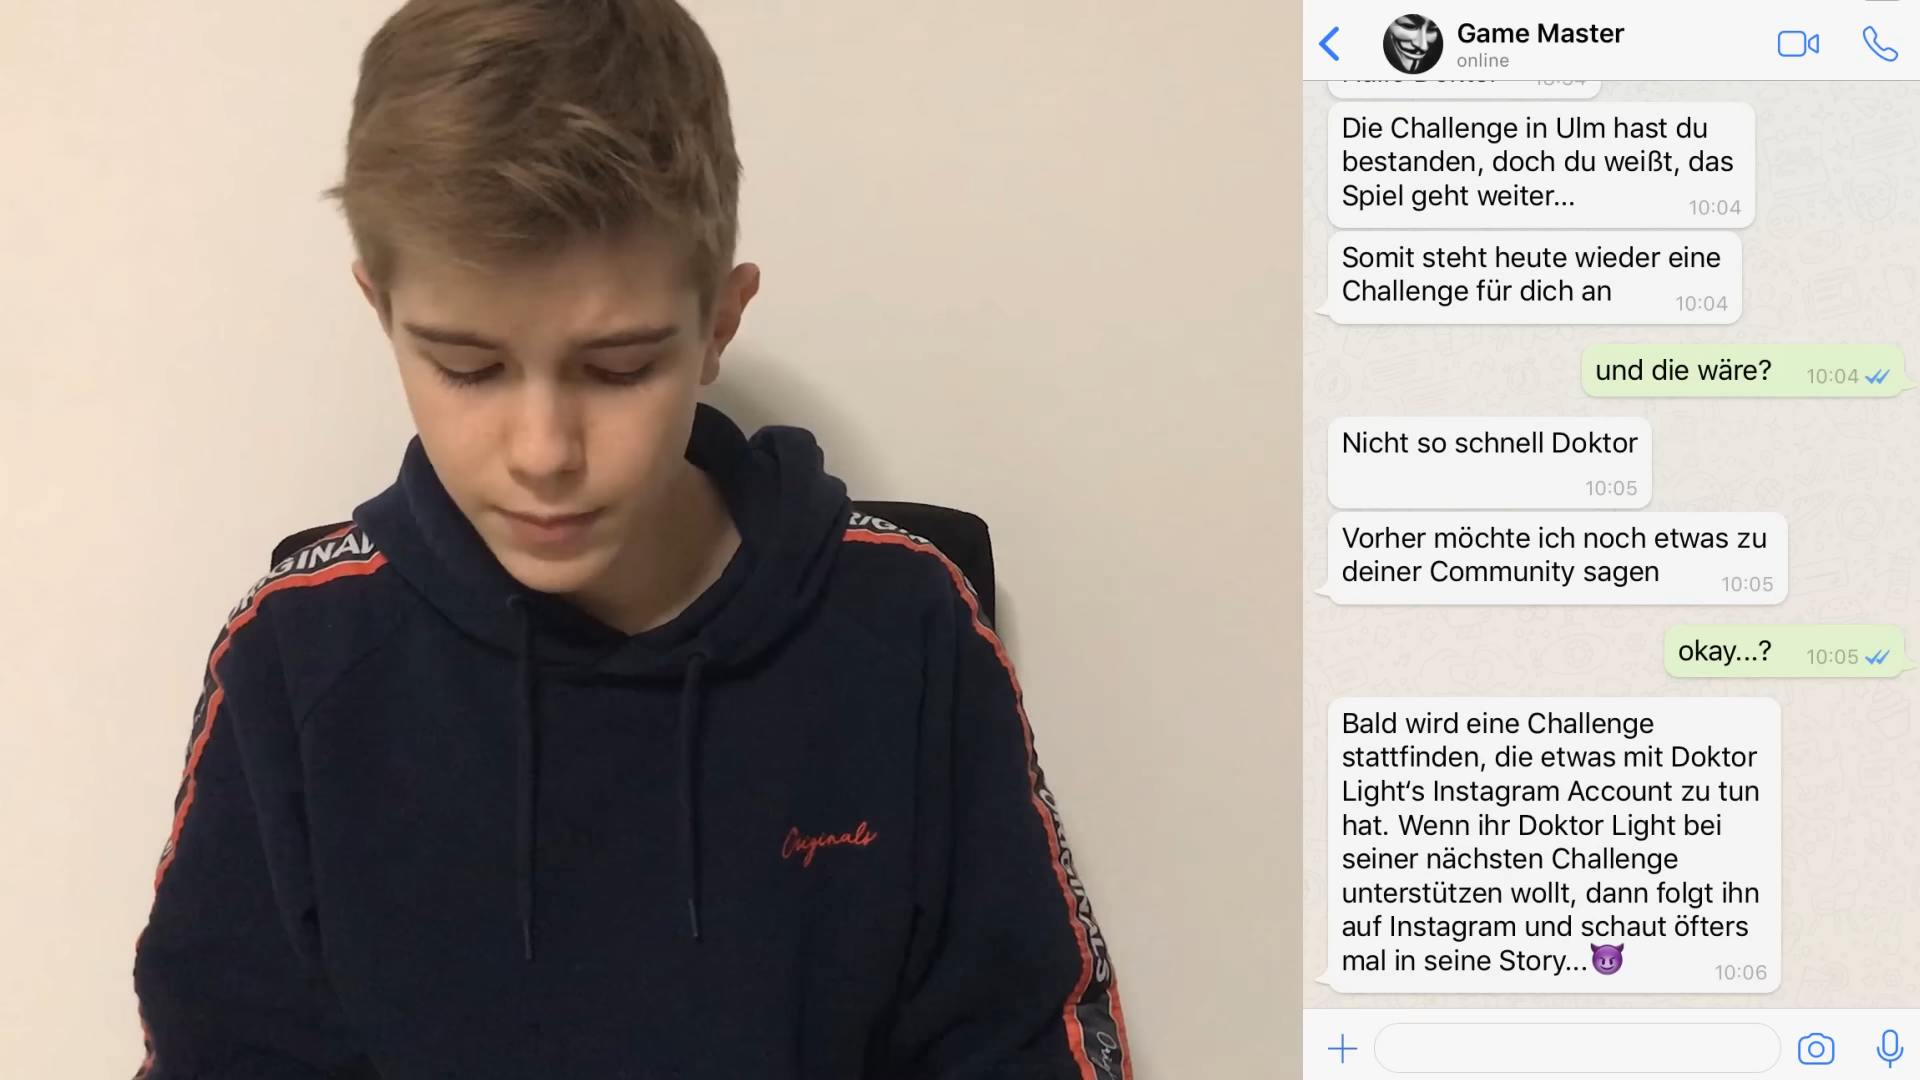 Game Master
online
Die Challenge in Ulm hast du
bestanden, doch du weißt, das
Spiel geht weiter...
10:04
Somit steht heute wieder eine
Challenge für dich an
10:04
und die wäre?
10:04
Nicht so schnell Doktor
10:05
Vorher möchte ich noch etwas zu
deiner Community sagen
10:05
okay...?
10:05
Bald wird eine Challenge
stattfinden, die etwas mit Doktor
Light‘s Instagram Account zu tun
hat. Wenn ihr Doktor Light bei
seiner nächsten Challenge
unterstützen wollt, dann folgt ihn
auf Instagram und schaut öfters
mal in seine Story...😈
10:06
Originals